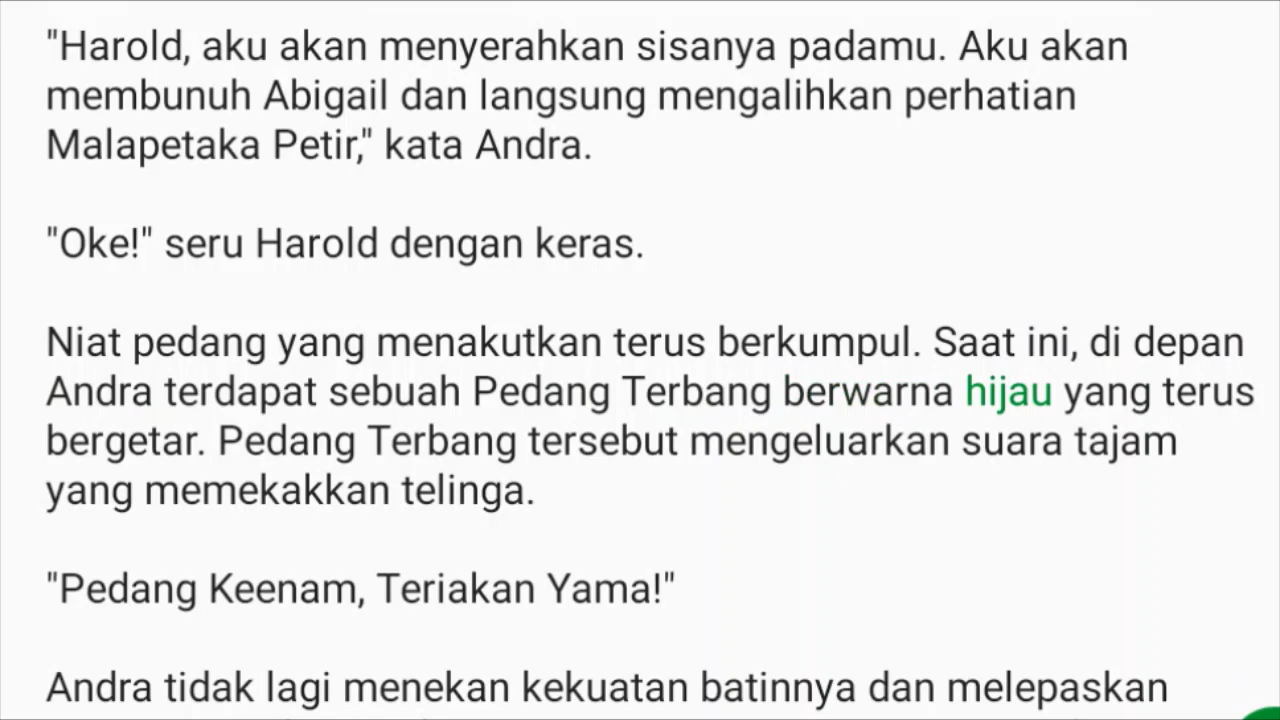 "Harold, aku akan menyerahkan sisanya padamu. Aku akan
membunuh Abigail dan langsung mengalihkan perhatian
Malapetaka Petir," kata Andra.
"Oke!" seru Harold dengan keras.
Niat pedang yang menakutkan terus berkumpul. Saat ini, di depan
Andra terdapat sebuah Pedang Terbang berwarna hijau yang terus
bergetar. Pedang Terbang tersebut mengeluarkan suara tajam
yang memekakkan telinga.
"Pedang Keenam, Teriakan Yama!"
Andra tidak lagi menekan kekuatan batinnya dan melepaskan